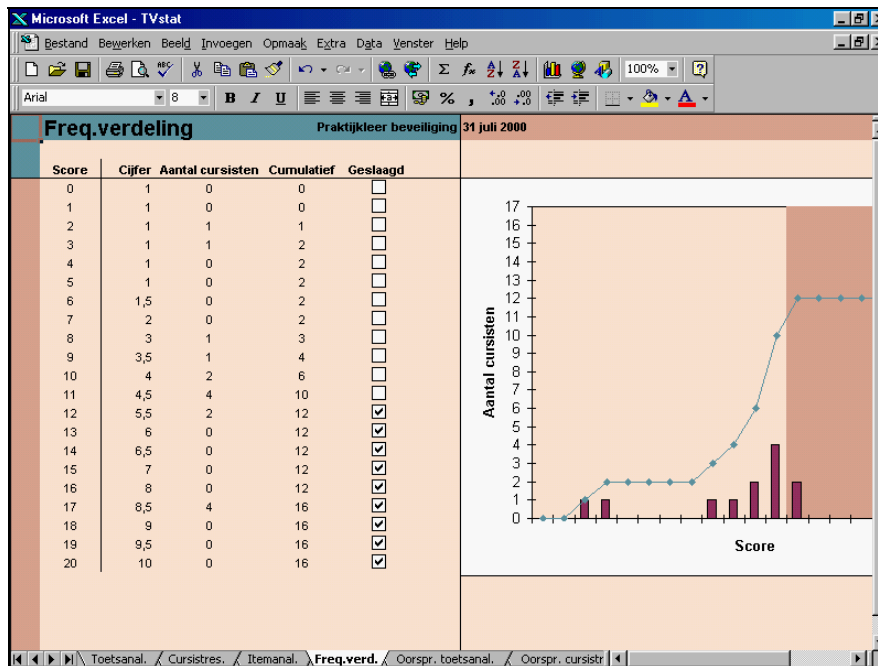 Microsoft Excel - TVstat
Bestand Bewerken Beeld Invoegen Opmaak Extra Data Venster Help
100%
Arial 8 B I U % ,
Freq.verdeling Praktijkleer beveiliging 31 juli 2000
Score Cijfer Aantal cursisten Cumulatief Geslaagd
0 1 0 0
1 1 0 0
2 1 1 1
3 1 1 2
4 1 0 2
5 1 0 2
6 1,5 0 2
7 2 0 2
8 3 1 3
9 3,5 1 4
10 4 2 6
11 4,5 4 10
12 5,5 2 12
13 6 0 12
14 6,5 0 12
15 7 0 12
16 8 0 12
17 8,5 4 16
18 9 0 16
19 9,5 0 16
20 10 0 16
Aantal cursisten
17
16
15
14
13
12
11
10
9
8
7
6
5
4
3
2
1
0
Score
Toetsanal. Cursistres. Itemanal. Freq.verd. Oorspr. toetsanal. Oorspr. cursistr